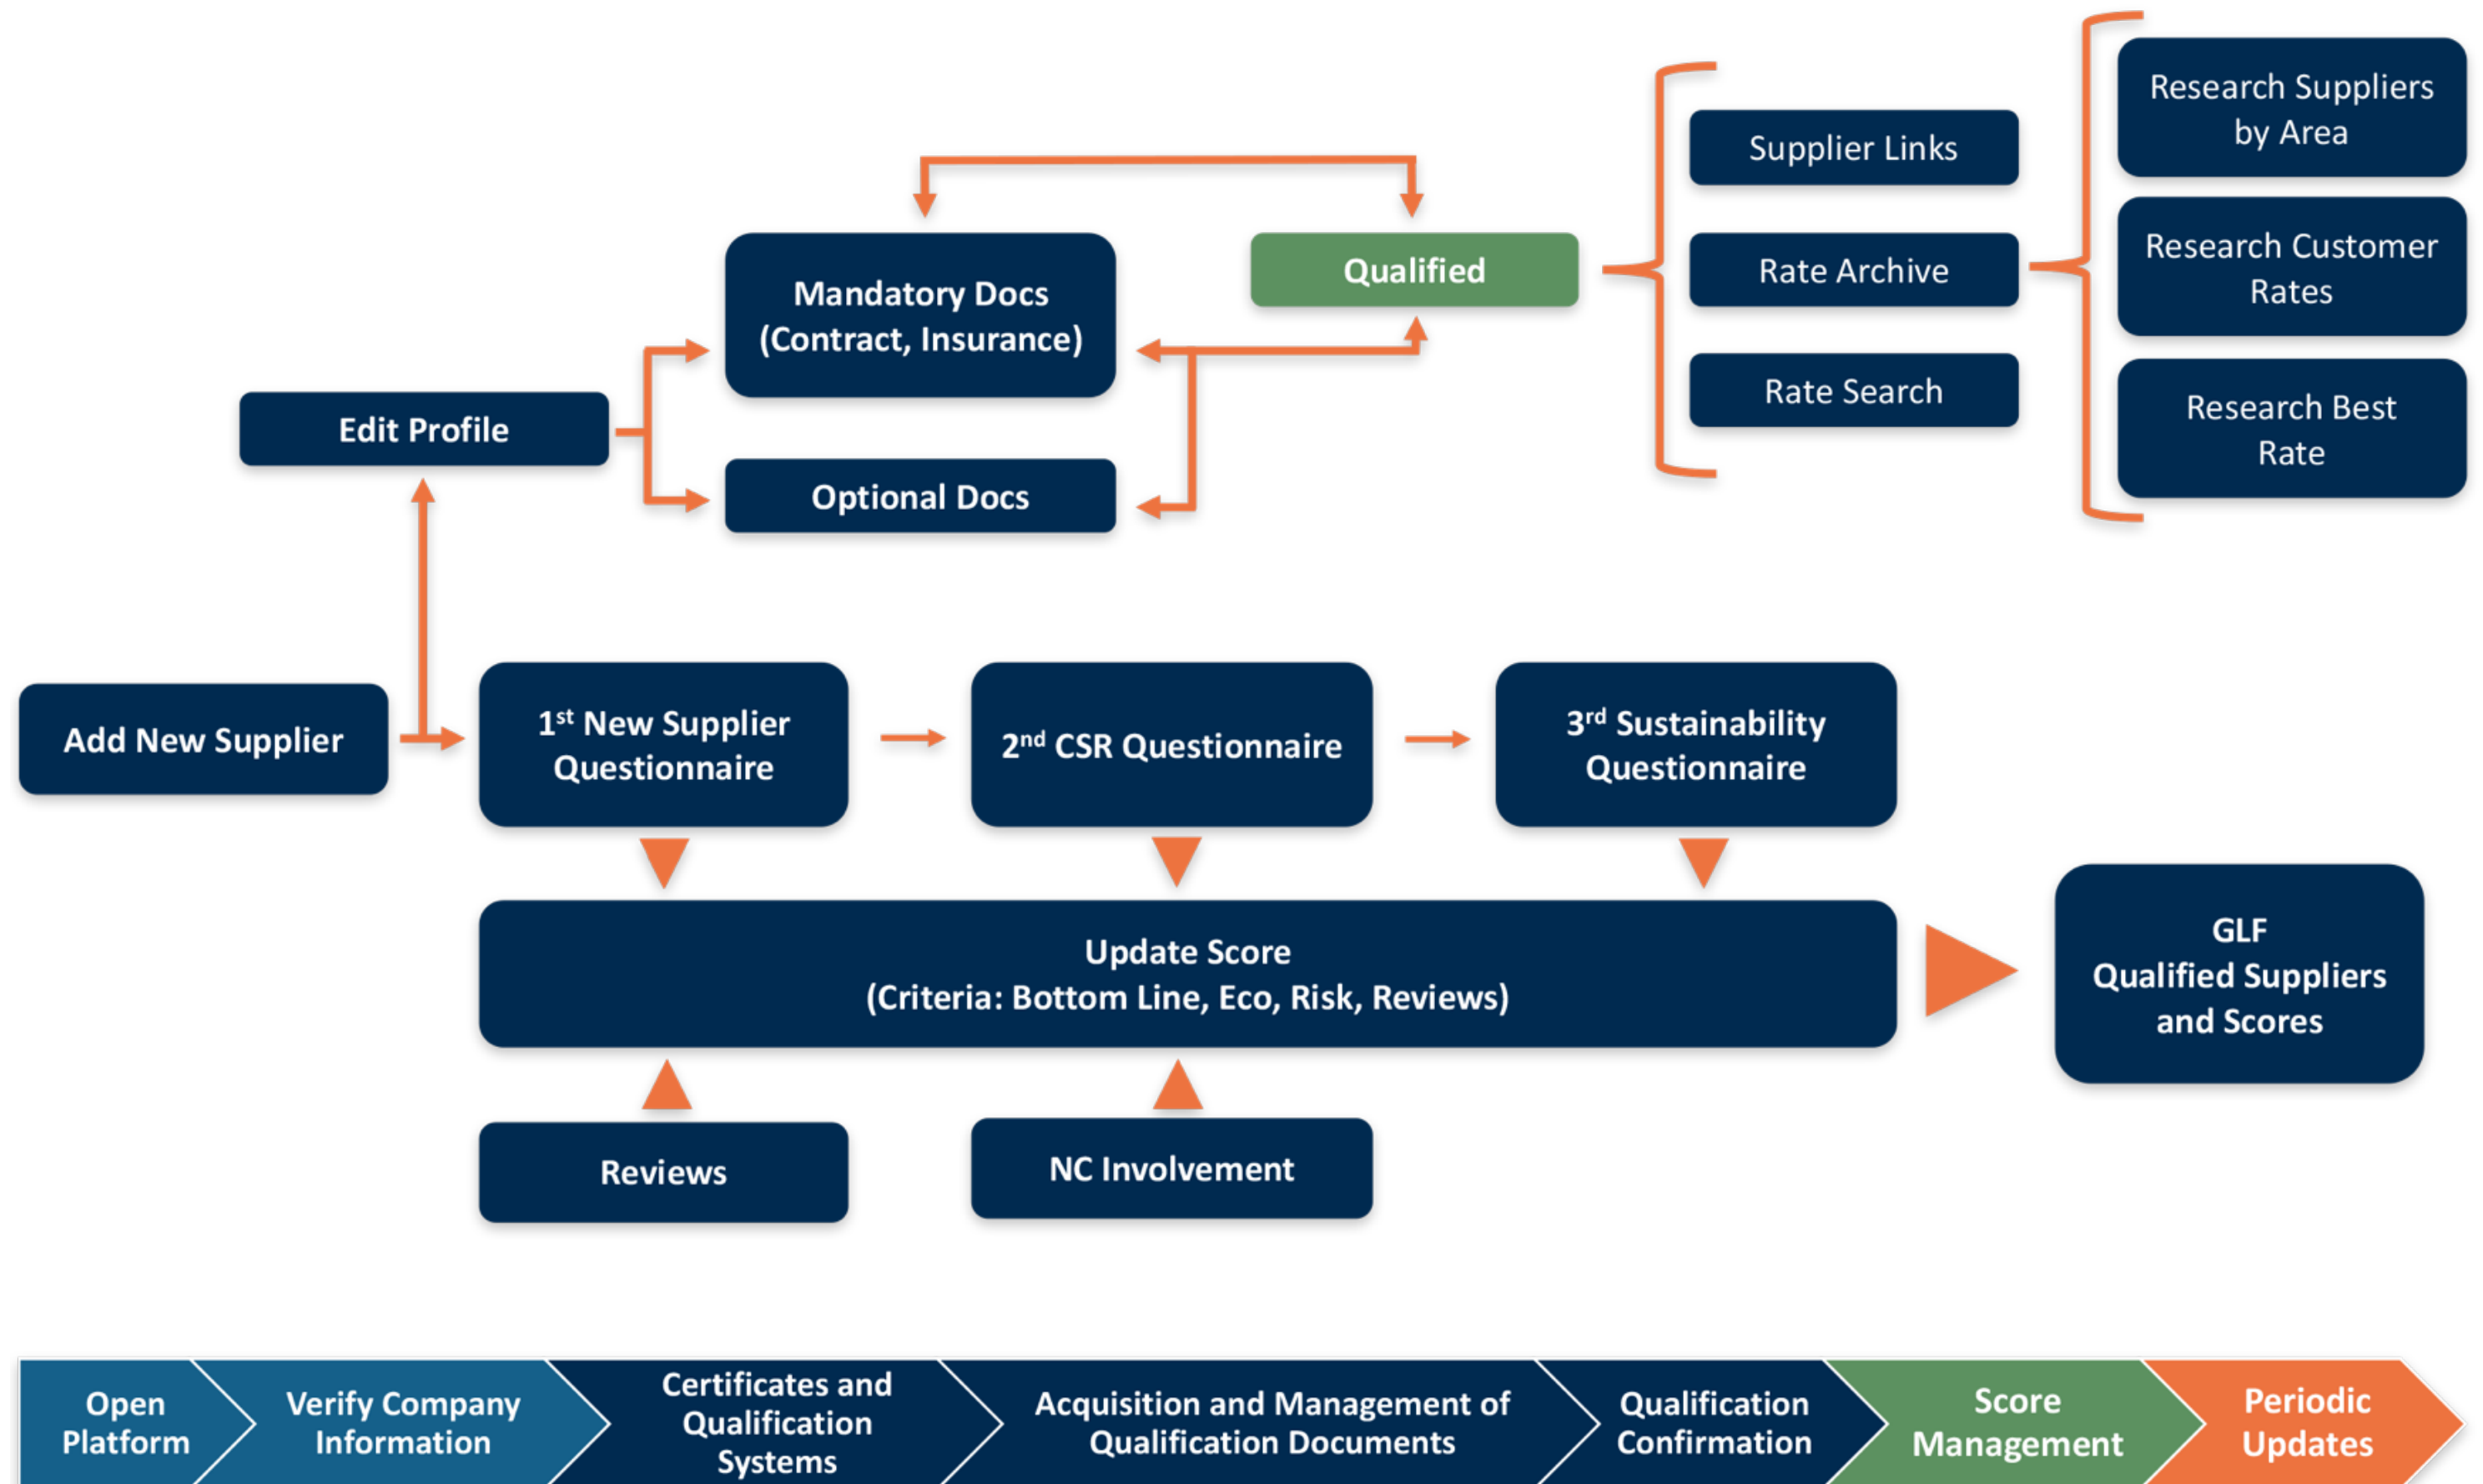 Research Suppliers
by Area
Supplier Links
Research Customer
Rates
Qualified
Rate Archive
Mandatory Docs
(Contract, Insurance)
Rate Search
Research Best
Rate
Edit Profile
Optional Docs
Add New Supplier
1st New Supplier
Questionnaire
2nd CSR Questionnaire
3rd Sustainability
Questionnaire
Update Score
(Criteria: Bottom Line, Eco, Risk, Reviews)
GLF
Qualified Suppliers
and Scores
Reviews
NC Involvement
Open
Platform
Verify Company
Information
Certificates and
Qualification
Systems
Acquisition and Management of
Qualification Documents
Qualification
Confirmation
Score
Management
Periodic
Updates